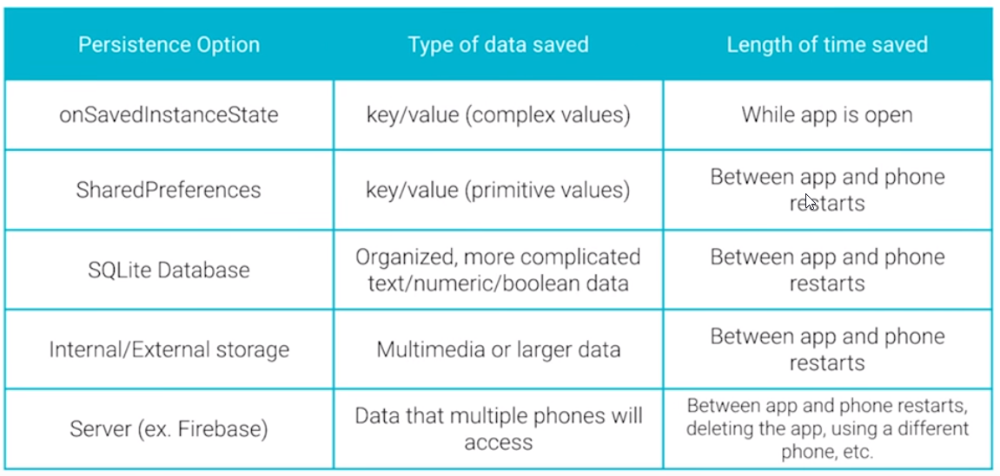 Persistence Option
Type of data saved
Length of time saved
onSavedInstanceState
key/value (complex values)
While app is open
SharedPreferences
key/value (primitive values)
Between app and phone
restarts
SQLite Database
Organized, more complicated
text/numeric/boolean data
Between app and phone
restarts
Internal/External storage
Multimedia or larger data
Between app and phone
restarts
Server (ex. Firebase)
Data that multiple phones will
access
Between app and phone restarts,
deleting the app, using a different
phone, etc.